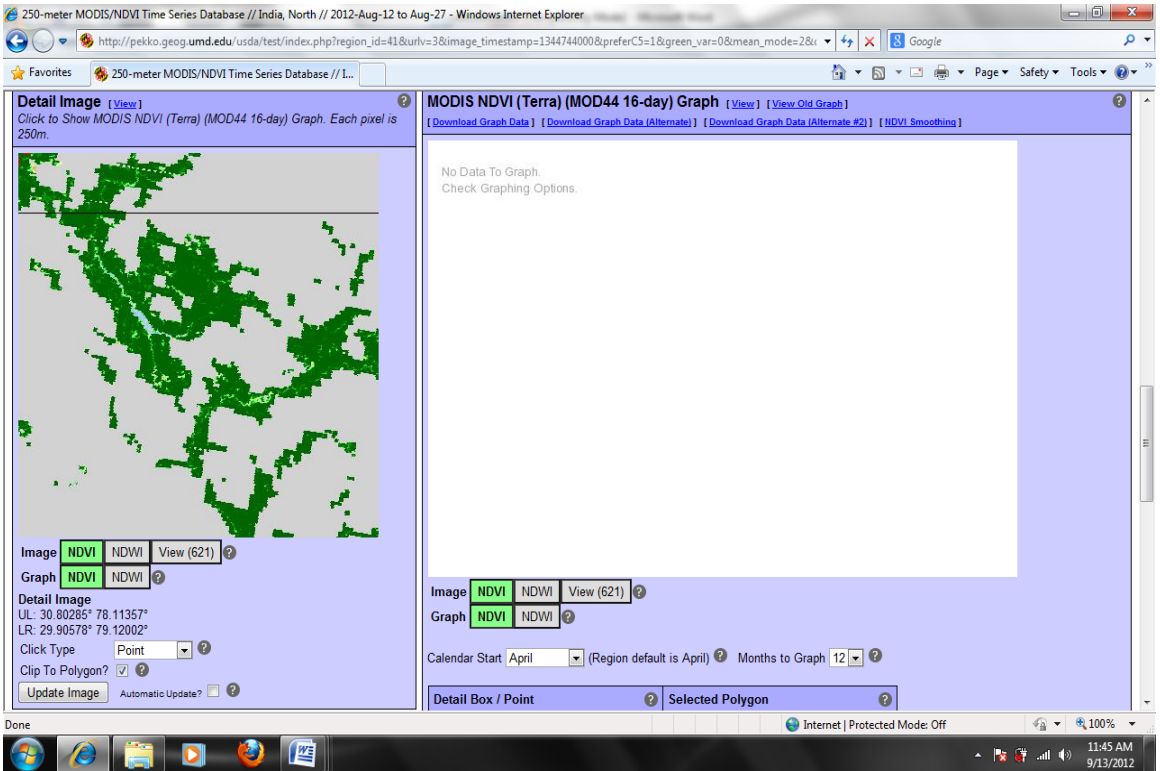 250-meter MODIS/NDVI Time Series Database // India, North // 2012-Aug-12 to Aug-27 - Windows Internet Explorer
http://pekko.geog.umd.edu/usda/test/index.php?region_id=41&urlv=3&image_timestamp=1344744000&preferC5=1&green_var=0&mean_mode=2&
Google
Favorites
250-meter MODIS/NDVI Time Series Database // I...
Page
Safety
Tools
Detail Image [View]
Click to Show MODIS NDVI (Terra) (MOD44 16-day) Graph. Each pixel is
250m.
Image NDVI NDWI View (621)
Graph NDVI NDWI
Detail Image
UL: 30.80285° 78.11357°
LR: 29.90578° 79.12002°
Click Type Point
Clip To Polygon?
Update Image Automatic Update?
MODIS NDVI (Terra) (MOD44 16-day) Graph [View] [View Old Graph]
[Download Graph Data] [Download Graph Data (Alternate)] [Download Graph Data (Alternate #2)] [NDVI Smoothing]
No Data To Graph.
Check Graphing Options.
Image NDVI NDWI View (621)
Graph NDVI NDWI
Calendar Start April (Region default is April) Months to Graph 12
Detail Box / Point Selected Polygon
Done
Internet | Protected Mode: Off
100%
11:45 AM
9/13/2012